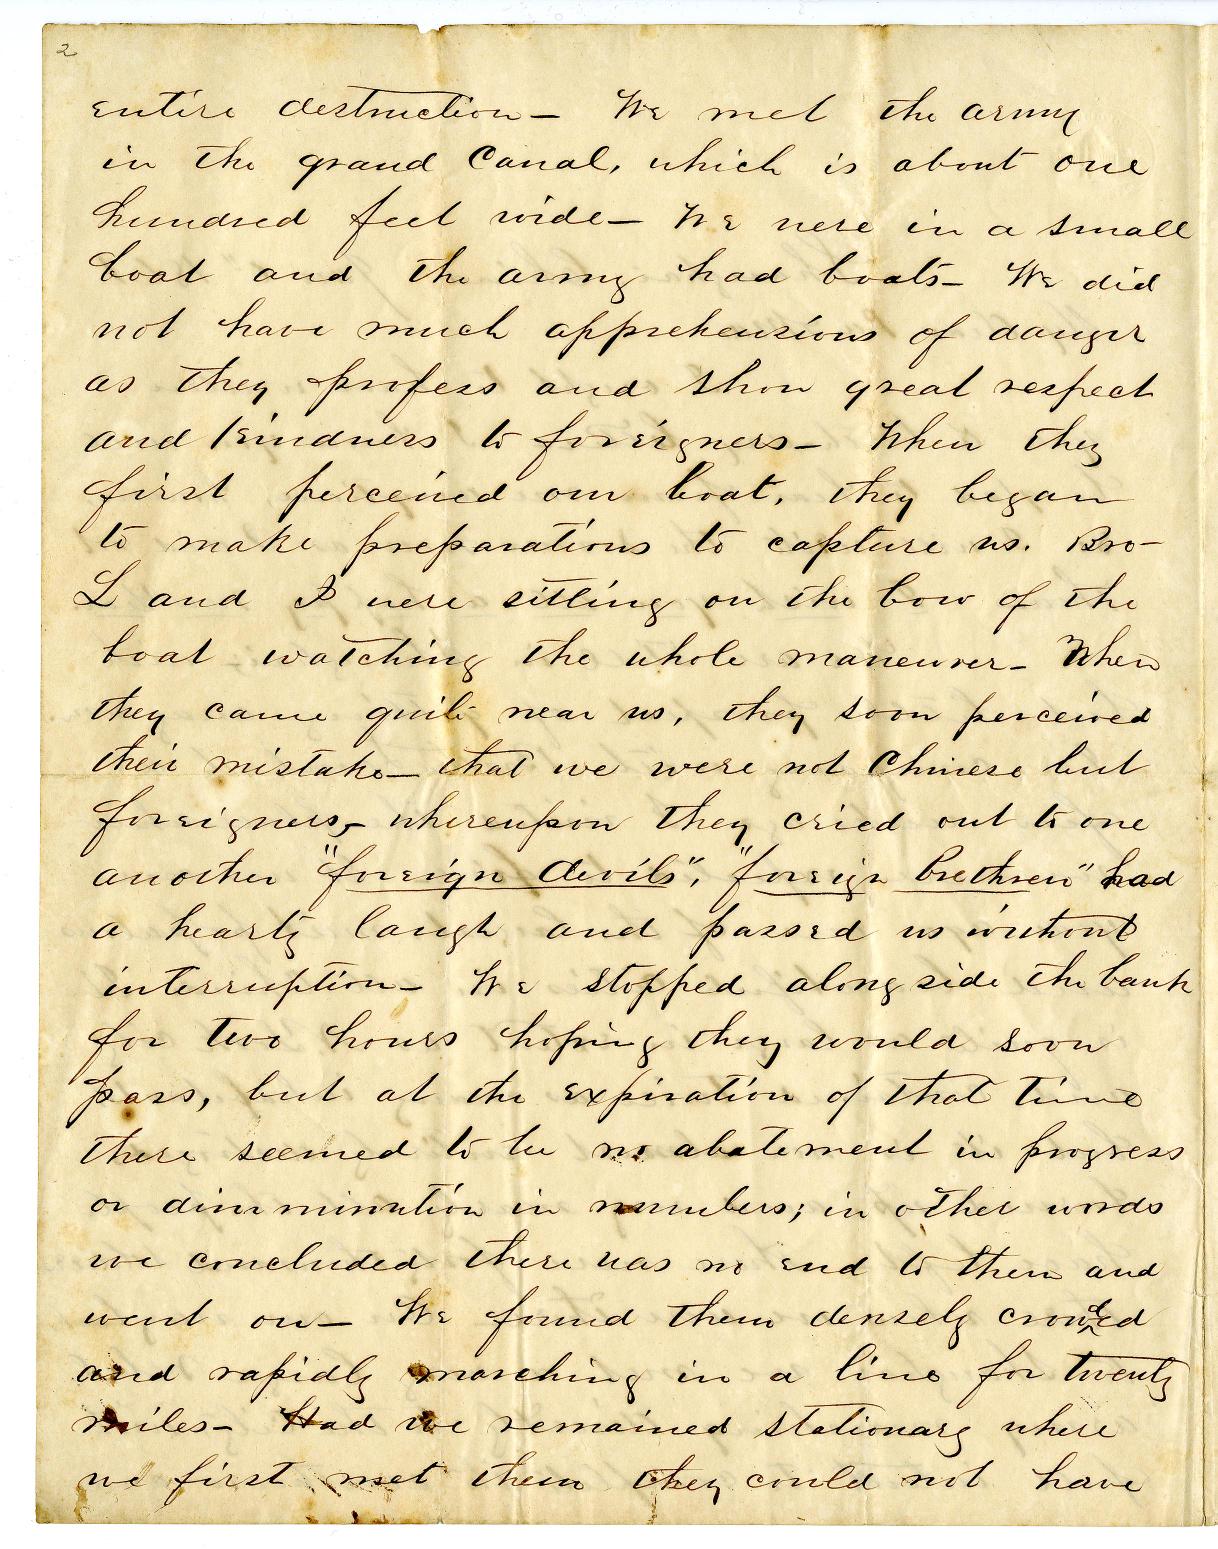 2
entire destruction— We met the army
in the grand Canal, which is about one
hundred feet wide— We were in a small
boat and the army had boats— We did
not have much apprehensions of danger
as they profess and show great respect
and kindness to foreigners— When they
first perceived our boat, they began
to make preparations to capture us. Bro—
L and I were sitting on the bow of the
boat watching the whole maneuver— When
they came quite near us, they soon perceived
their mistake— that we were not Chinese but
foreigners,— whereupon they cried out to one
another "foreign devils", "foreign brethren" had
a hearty laugh and passed us without
interruption— We stopped along side the bank
for two hours hoping they would soon
pass, but at the expiration of that time
there seemed to be no abatement in progress
or dimminution in numbers; in other words
we concluded there was no end to them and
went on— We found them densely crowded
and rapidly marching in a line for twenty
miles— Had we remained stationary where
we first met them they could not have